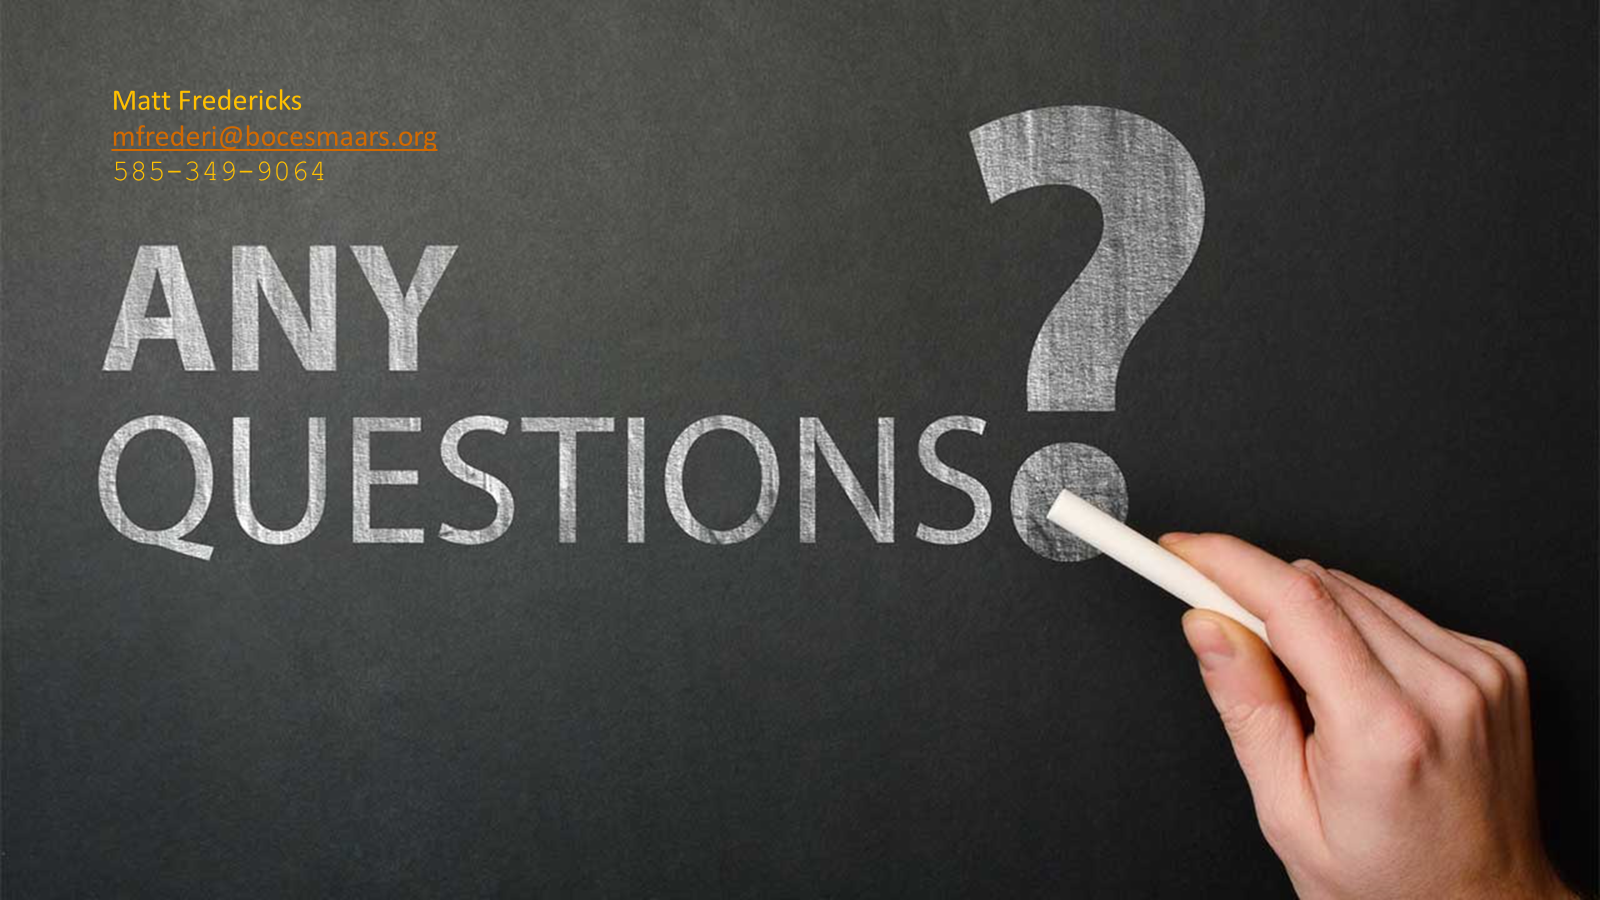 Matt Fredericks
mfrederi@bocesmaars.org
585-349-9064
ANY
QUESTIONS?